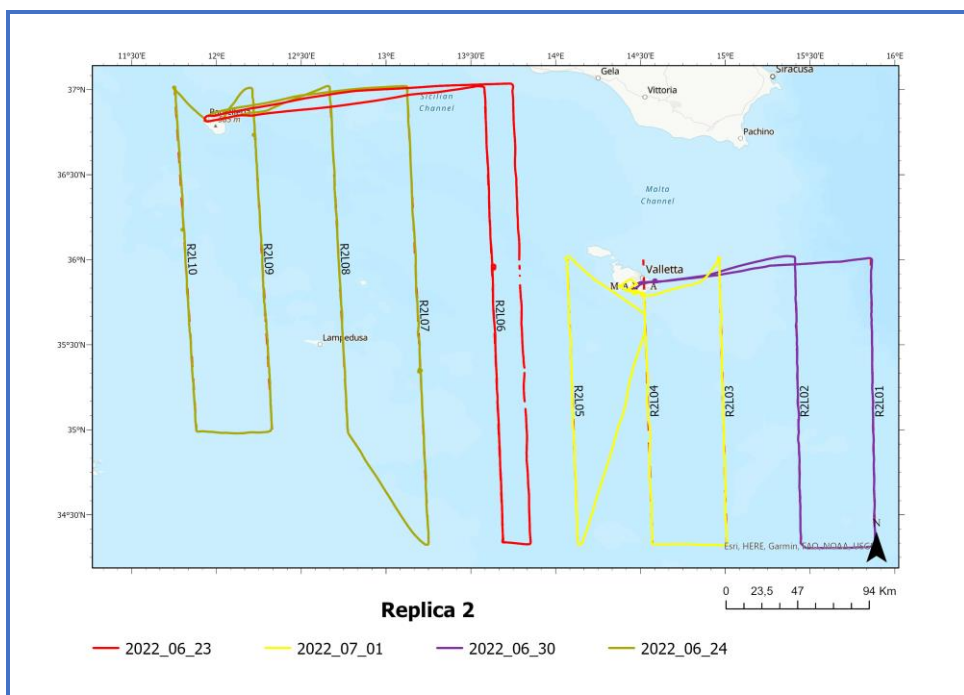 11°30'E 12°E 12°30'E 13°E 13°30'E 14°E 14°30'E 15°E 15°30'E 16°E
Siracusa
Gela
37°N
Vittoria
Sicilian
Channel
Pachino
36°30'N
Malta
Channel
36°N
Valletta
M A A
R2L10
R2L09
R2L08
R2L07
R2L06
R2L05
R2L04
R2L03
R2L02
R2L01
Lampedusa
35°30'N
35°N
34°30'N
N
Esri, HERE, Garmin, FAO, NOAA, USGS
0 23,5 47 94 Km
Replica 2
2022_06_23 2022_07_01 2022_06_30 2022_06_24